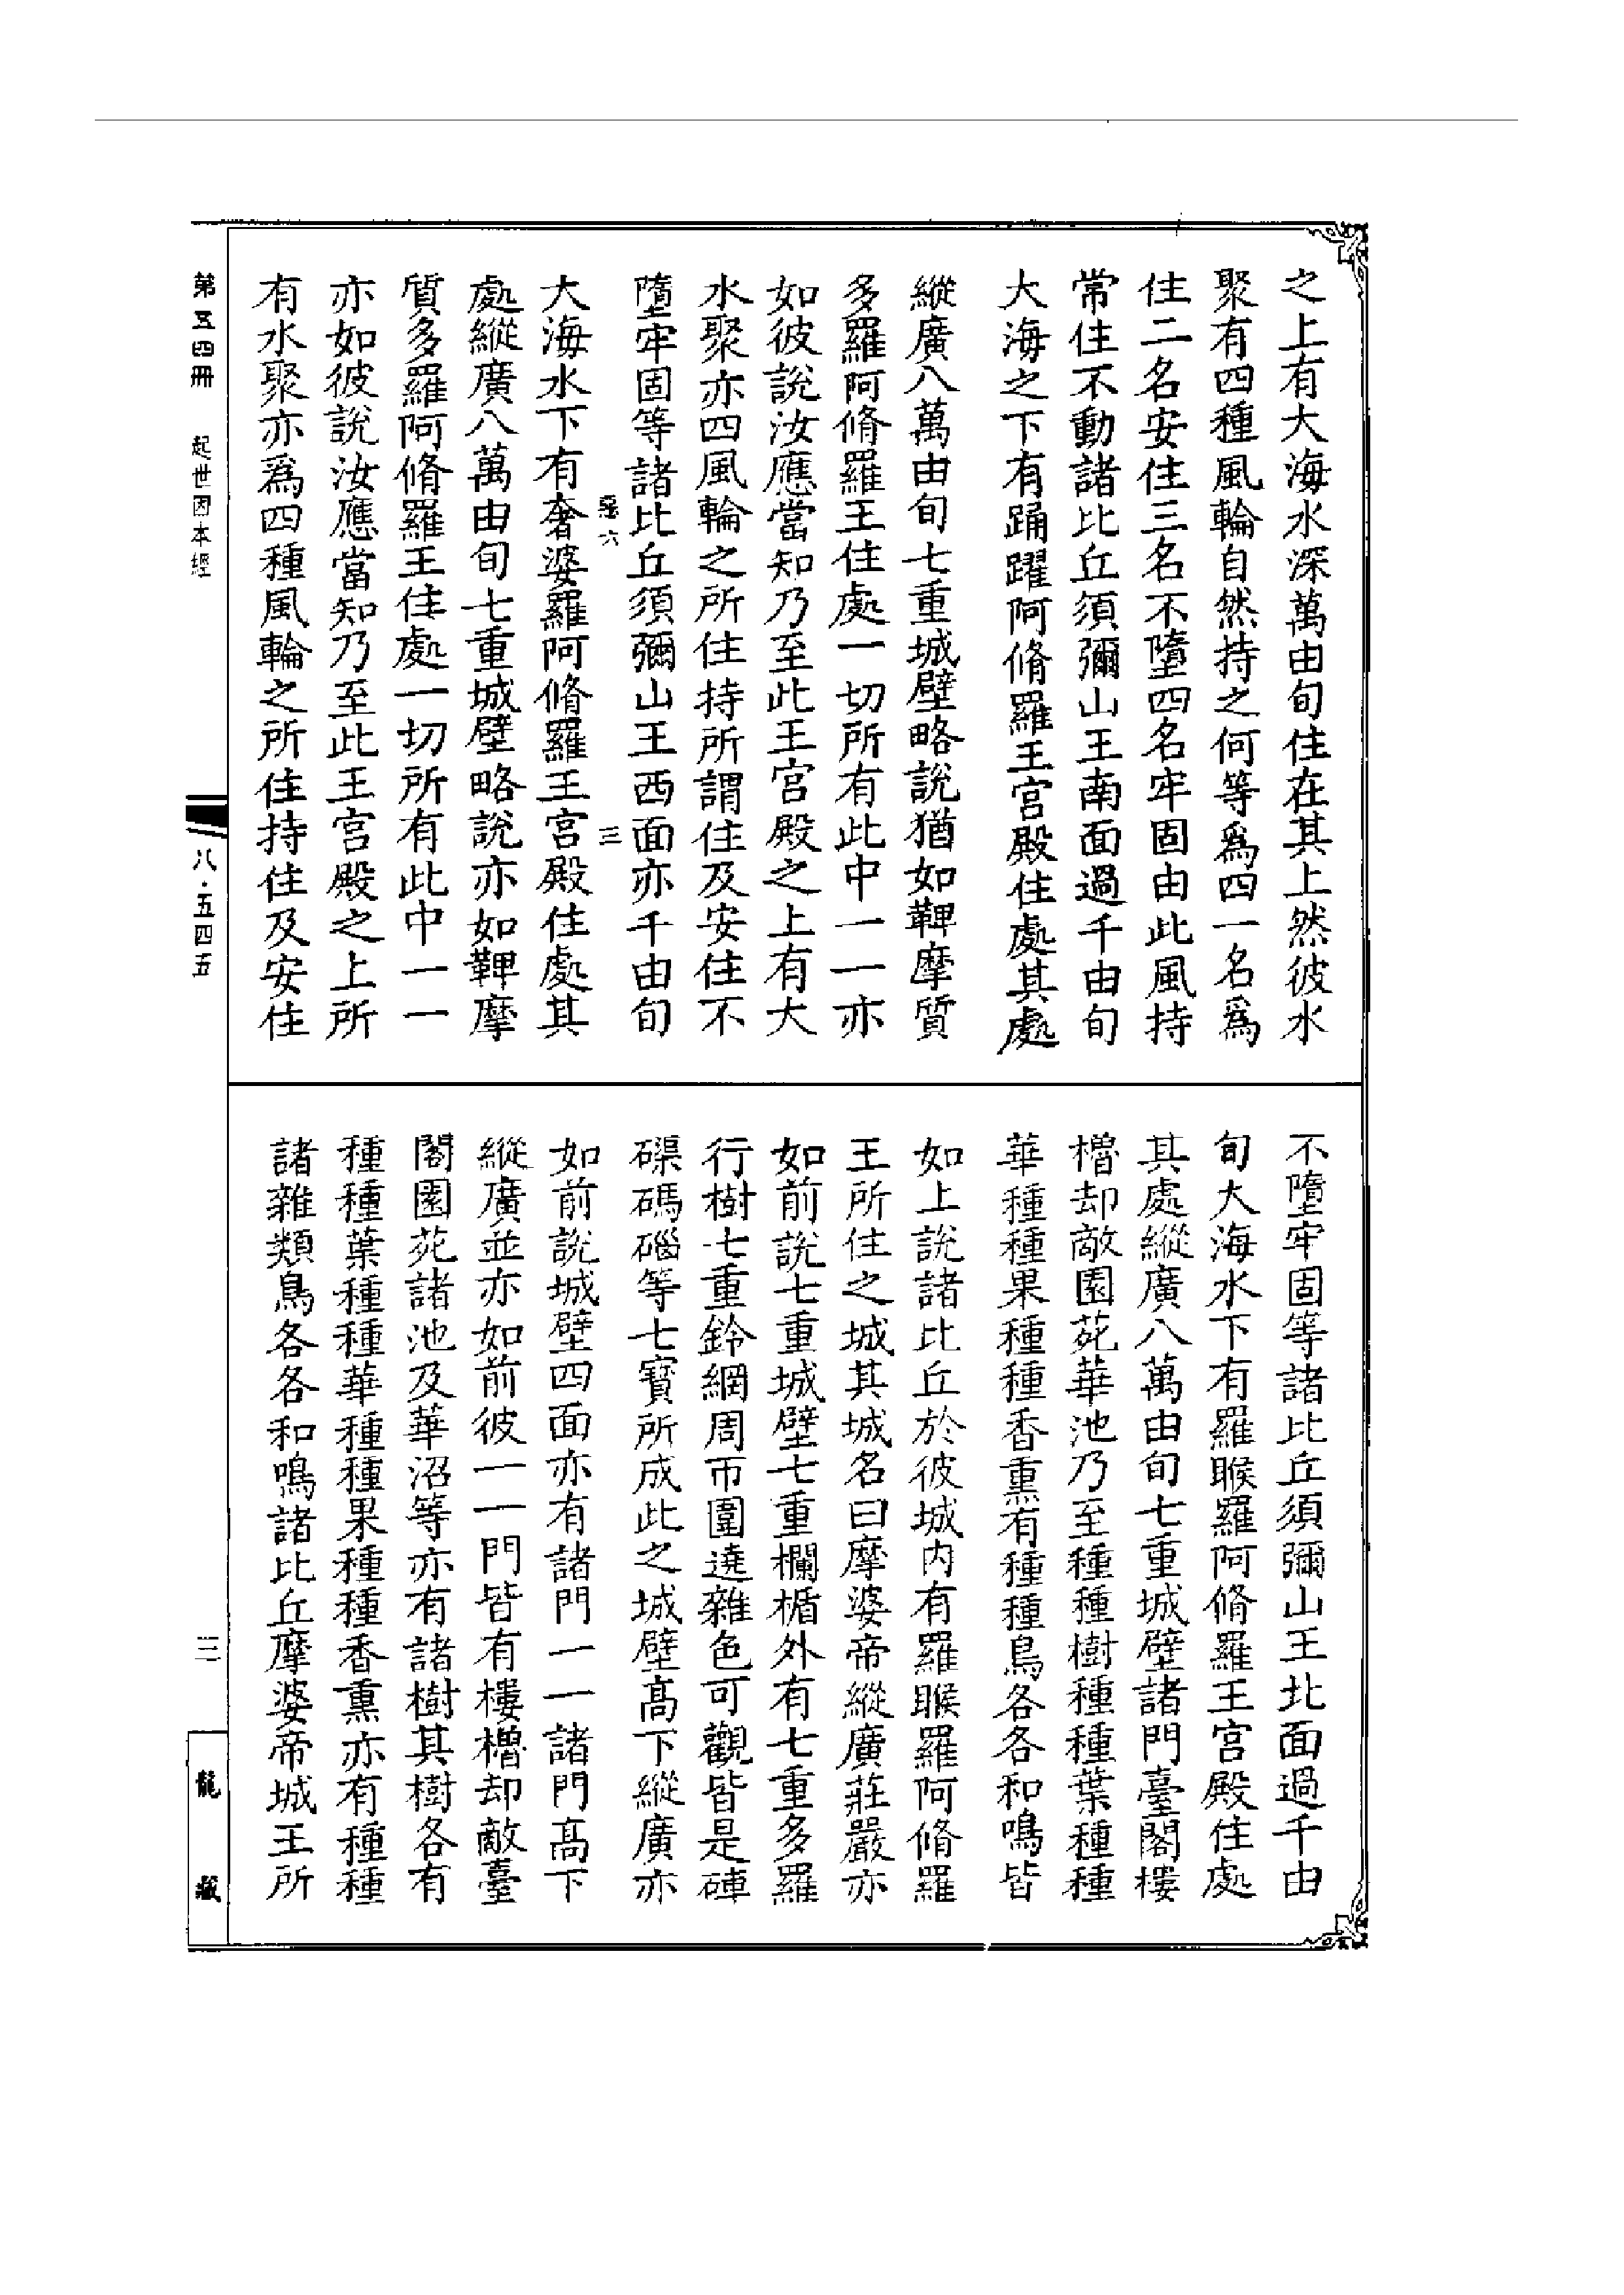 之上有大海水深萬由旬住在其上然彼水
聚有四種風輪自然持之何等爲四一名爲
住二名安住三名不墮四名牢固由此風持
常住不動諸比丘須彌山王南面過千由旬
大海之下有踊躍阿脩羅王宮殿住處其處
縱廣八萬由旬七重城壁略說猶如鞞摩質
多羅阿脩羅王住處一切所有此中一一亦
如彼說汝應當知乃至此王宮殿之上有大
水聚亦四風輪之所住持所謂住及安住不
墮牢固等諸比丘須彌山王西面亦千由旬
惡六 三
大海水下有奢婆羅阿脩羅王宮殿住處其
處縱廣八萬由旬七重城壁略說亦如鞞摩
質多羅阿脩羅王住處一切所有此中一一
亦如彼說汝應當知乃至此王宮殿之上所
有水聚亦爲四種風輪之所住持住及安住
不墮牢固等諸比丘須彌山王北面過千由
旬大海水下有羅睺羅阿脩羅王宮殿住處
其處縱廣八萬由旬七重城壁諸門臺閣樓
櫓却敵園苑華池乃至種種樹種種葉種種
華種種果種種香熏有種種鳥各各和鳴皆
如上說諸比丘於彼城內有羅睺羅阿脩羅
王所住之城其城名曰摩婆帝縱廣莊嚴亦
如前說七重城壁七重欄楯外有七重多羅
行樹七重鈴網周帀圍遶雜色可觀皆是硨
磲碼碯等七寶所成此之城壁高下縱廣亦
如前說城壁四面亦有諸門一一諸門高下
縱廣並亦如前彼一一門皆有樓櫓却敵臺
閣園苑諸池及華沼等亦有諸樹其樹各有
種種葉種種華種種果種種香熏亦有種種
諸雜類鳥各各和鳴諸比丘摩婆帝城王所
第五四冊 起世因本經
八·五四五
三
龍藏